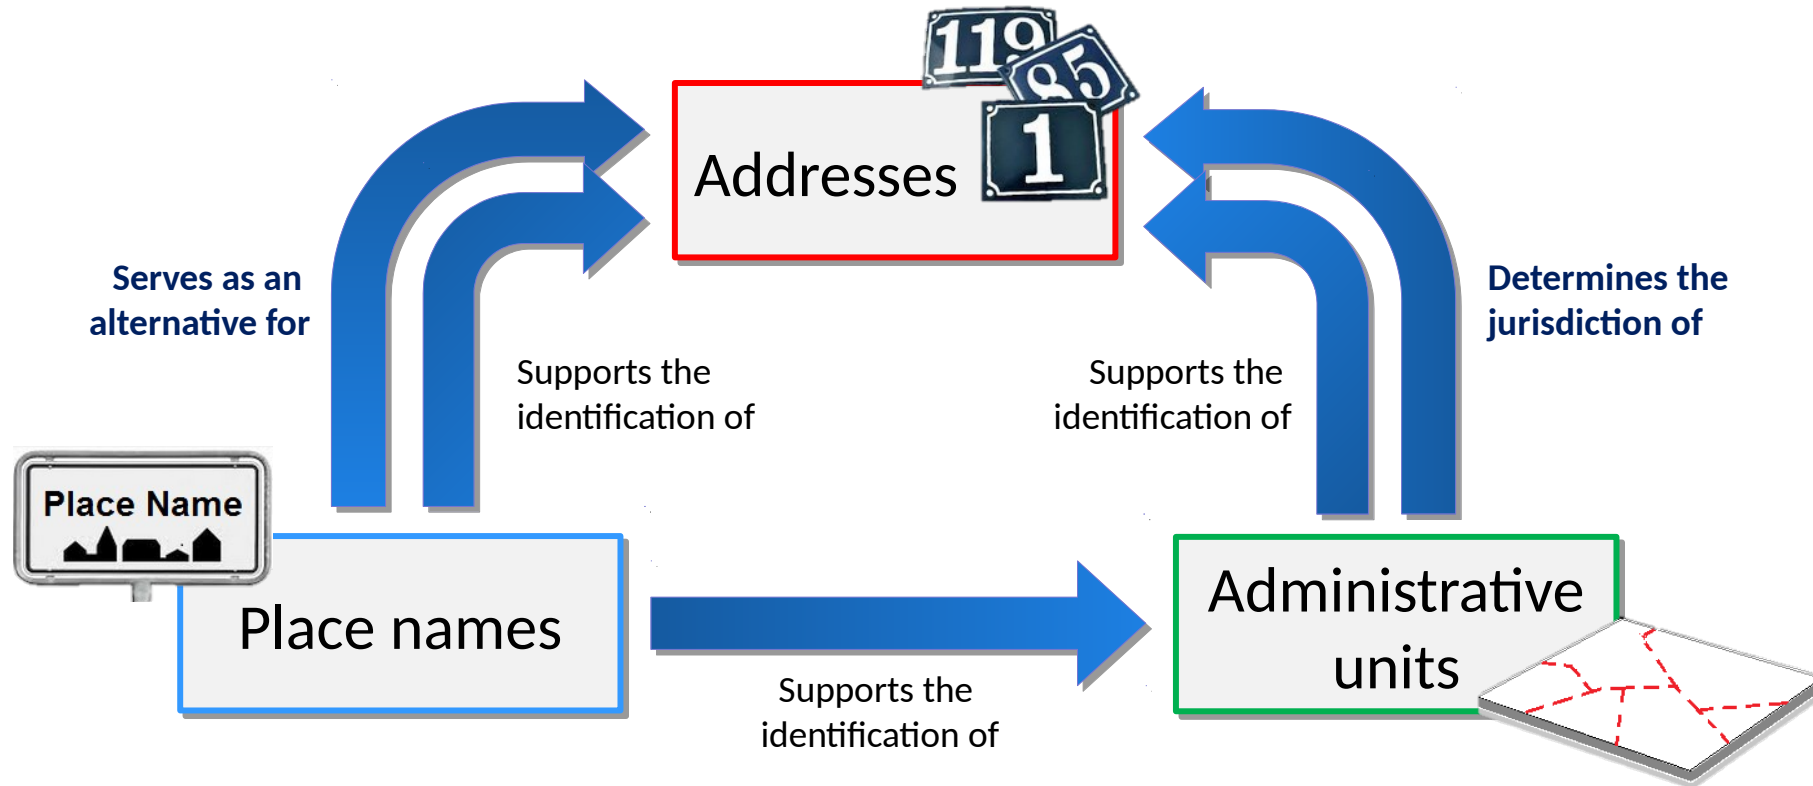 119
85
1
Addresses
Serves as an
alternative for
Determines the
jurisdiction of
Supports the
identification of
Supports the
identification of
Place Name
Place names
Administrative
units
Supports the
identification of